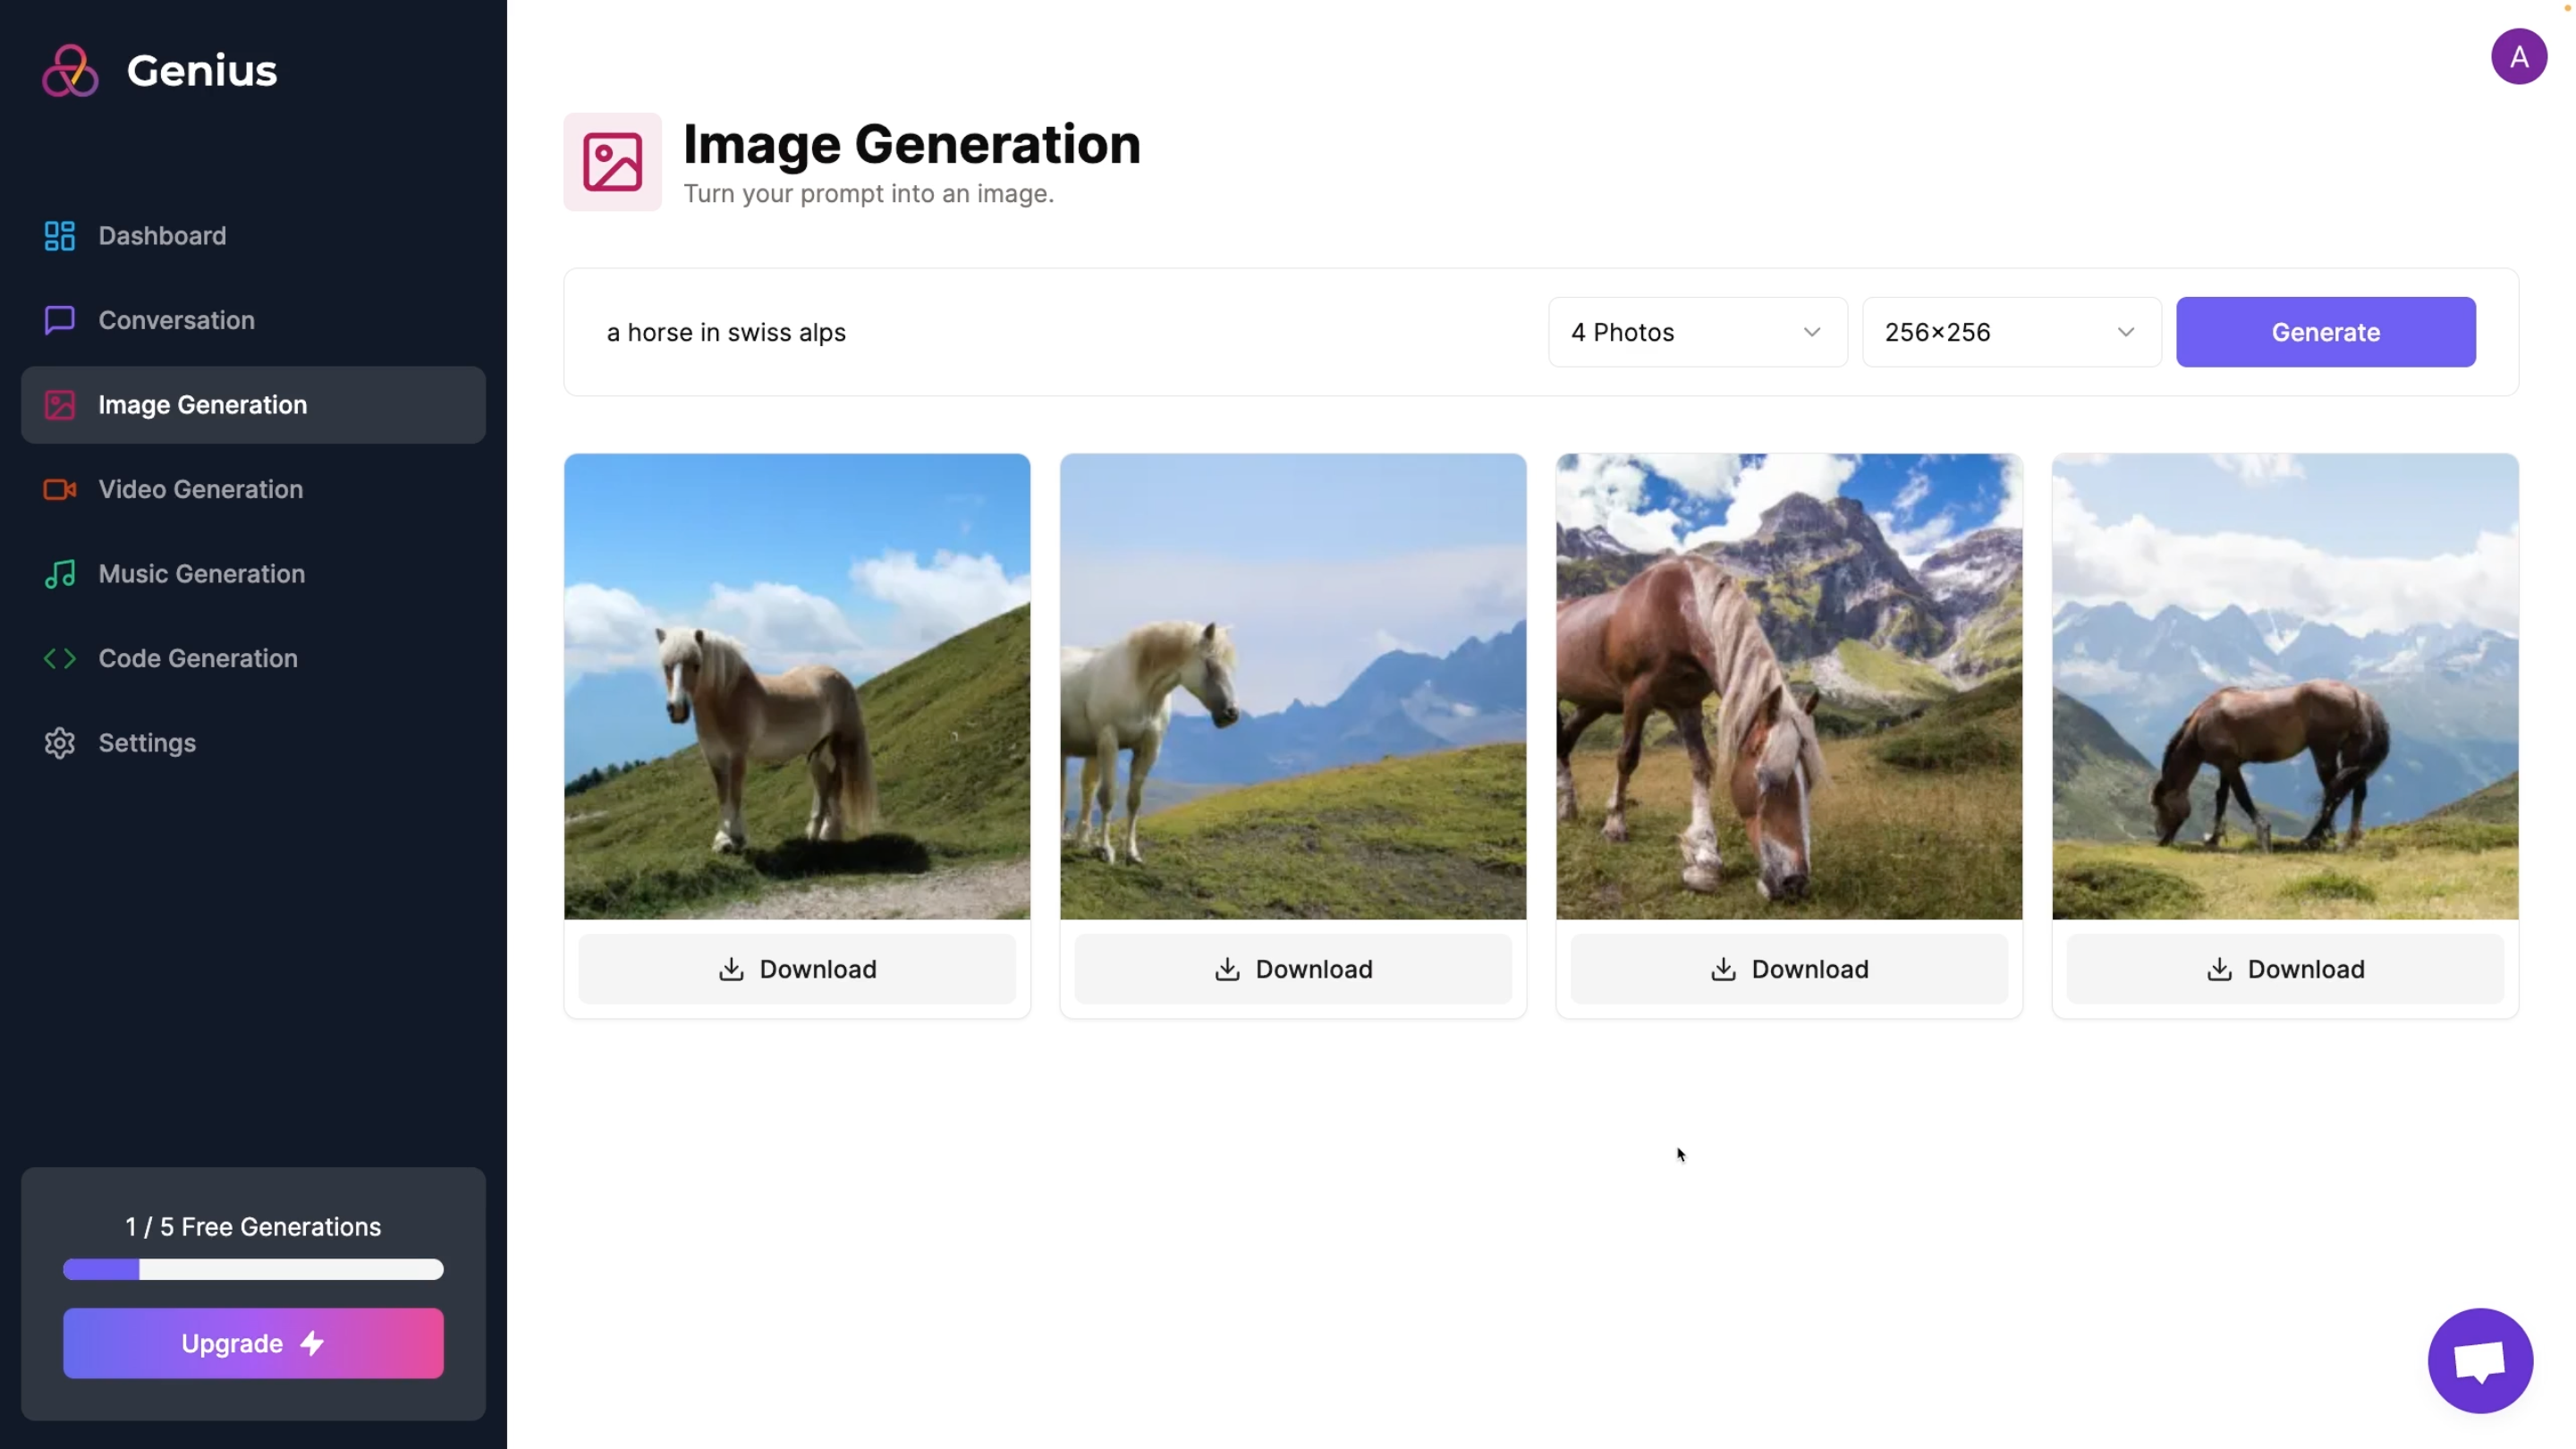 Genius
Dashboard
Conversation
Image Generation
Video Generation
Music Generation
Code Generation
Settings
1 / 5 Free Generations
Upgrade
A
Image Generation
Turn your prompt into an image.
a horse in swiss alps
4 Photos
256×256
Generate
Download
Download
Download
Download